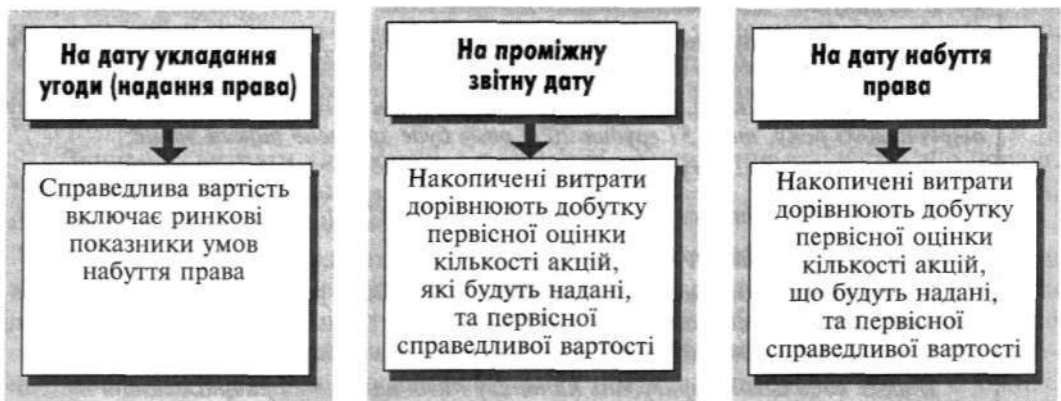 На дату укладання
угоди (надання права)
Справедлива вартість
включає ринкові
показники умов
набуття права
На проміжну
звітну дату
Накопичені витрати
дорівнюють добутку
первісної оцінки
кількості акцій,
які будуть надані,
та первісної
справедливої вартості
На дату набуття
права
Накопичені витрати
дорівнюють добутку
первісної оцінки
кількості акцій,
що будуть надані,
та первісної
справедливої вартості